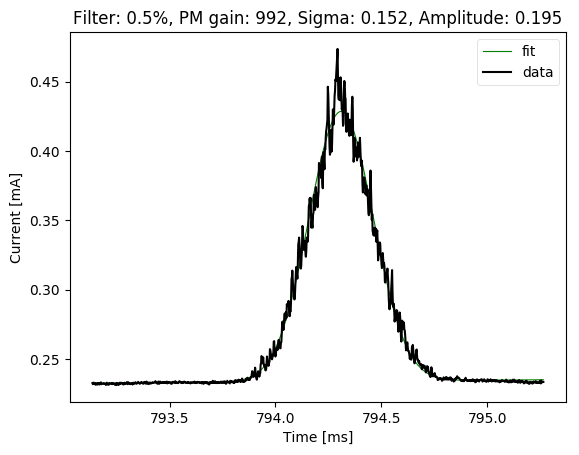 Filter: 0.5%, PM gain: 992, Sigma: 0.152, Amplitude: 0.195
fit
data
0.45
0.40
0.35
0.30
0.25
Current [mA]
793.5 794.0 794.5 795.0
Time [ms]